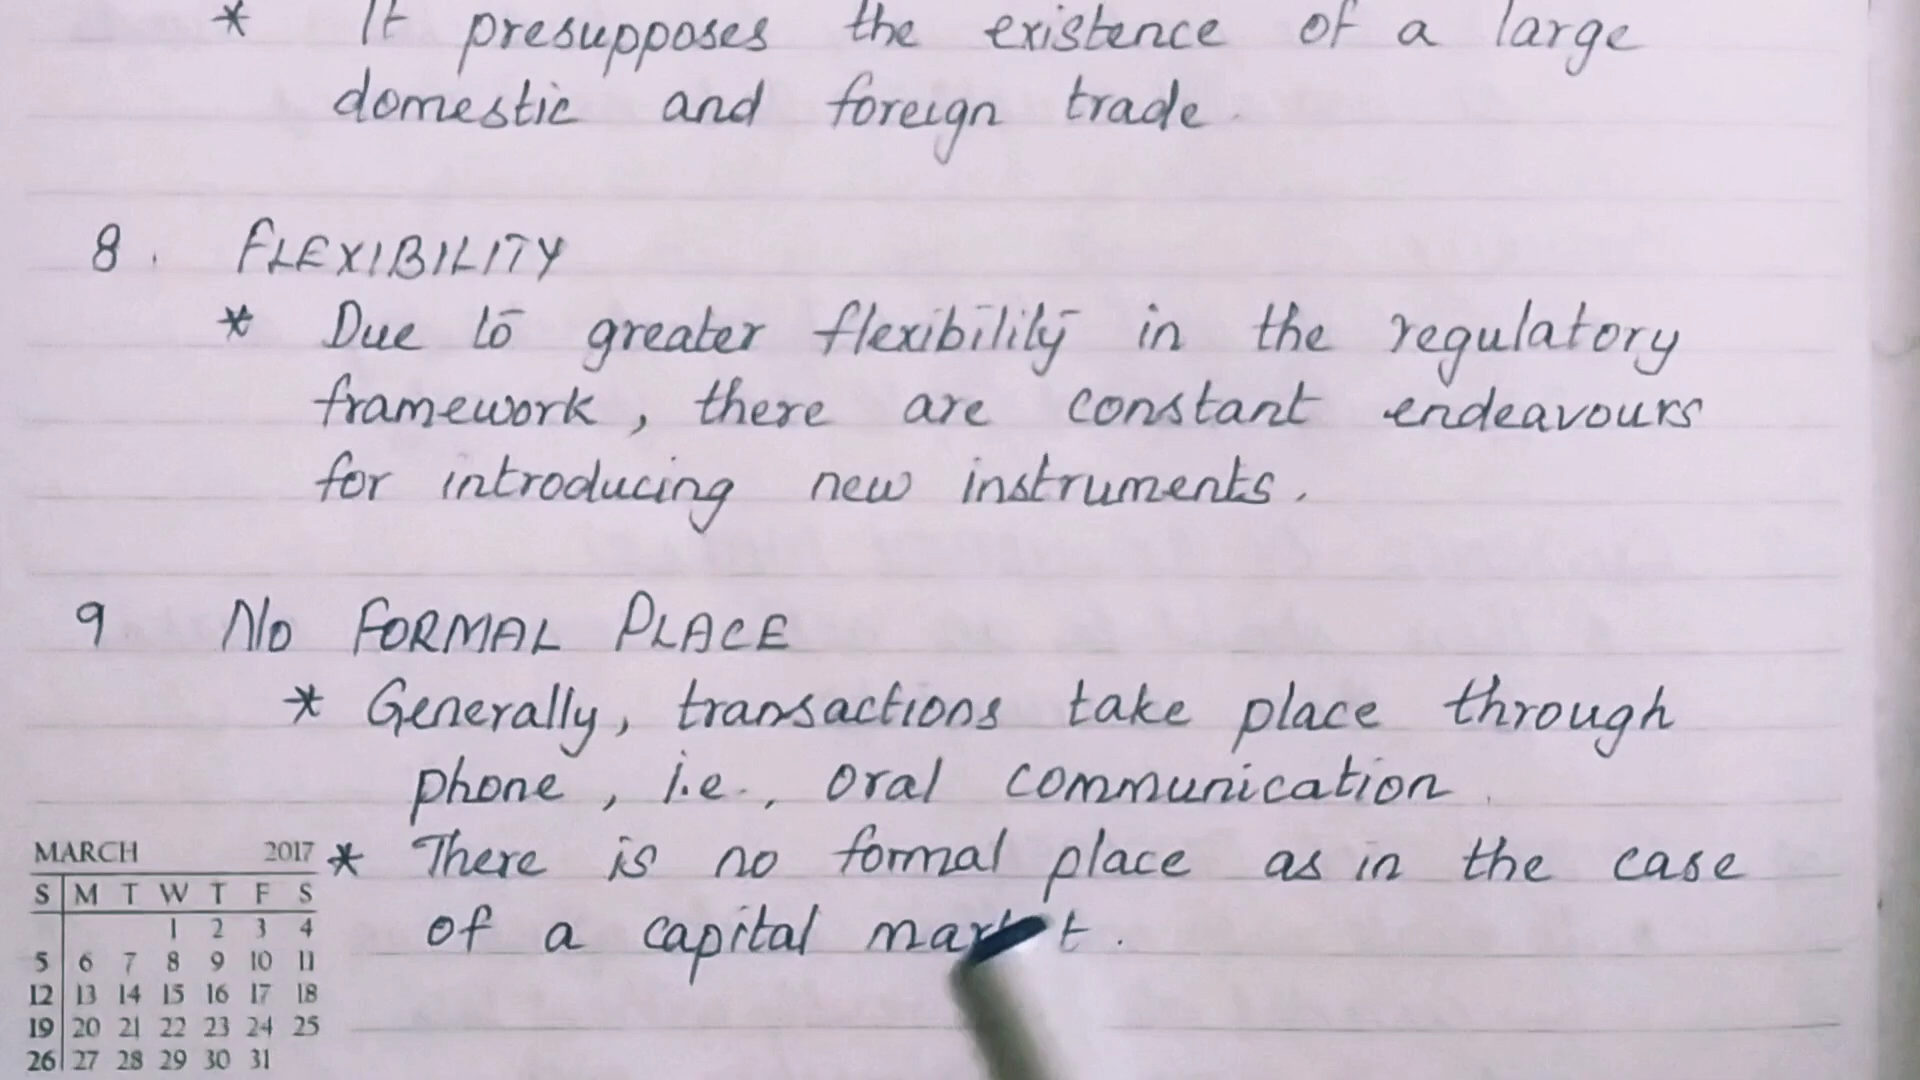 * It presupposes the existence of a large
domestic and foreign trade.
8. FLEXIBILITY
* Due to greater flexibility in the regulatory
framework, there are constant endeavours
for introducing new instruments.
9 No FORMAL PLACE
* Generally, transactions take place through
phone, i.e., oral communication.
* There is no formal place as in the case
of a capital market.
MARCH 2017
S M T W T F S
1 2 3 4
5 6 7 8 9 10 11
12 13 14 15 16 17 18
19 20 21 22 23 24 25
26 27 28 29 30 31